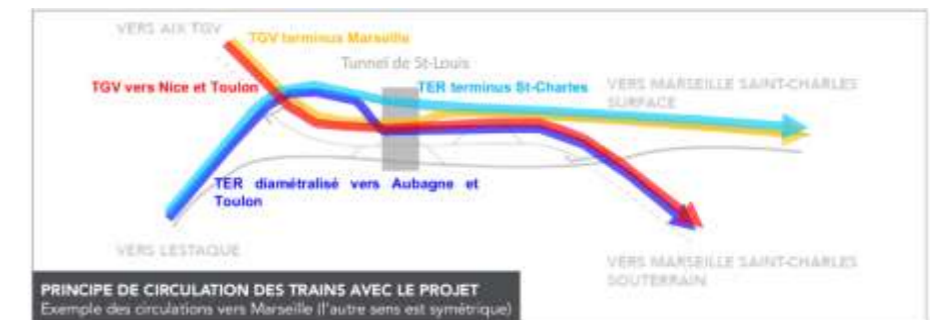 VERS AIX TGV
TGV terminus Marseille
Tunnel de St-Louis
TGV vers Nice et Toulon
TER terminus St-Charles
VERS MARSEILLE SAINT-CHARLES
SURFACE
TER diamétralisé vers Aubagne et
Toulon
VERS LESTAQUE
VERS MARSEILLE SAINT-CHARLES
SOUTERRAIN
PRINCIPE DE CIRCULATION DES TRAINS AVEC LE PROJET
Exemple des circulations vers Marseille (l'autre sens est symétrique)